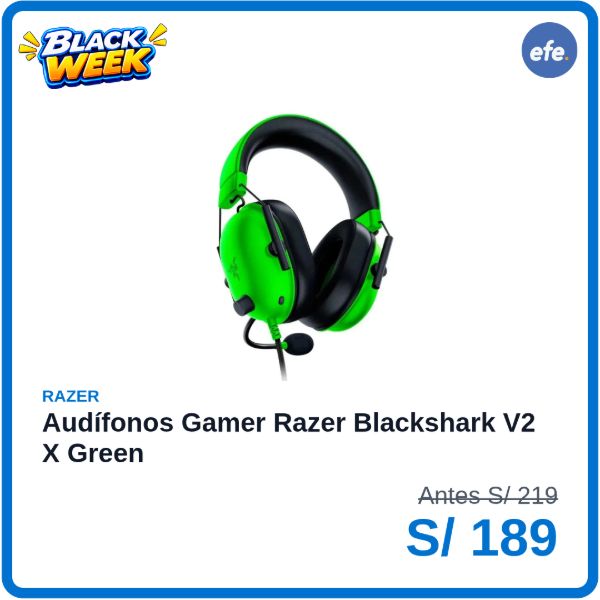 BLACK
WEEK
efe.
RAZER
Audífonos Gamer Razer Blackshark V2
X Green
Antes S/ 219
S/ 189